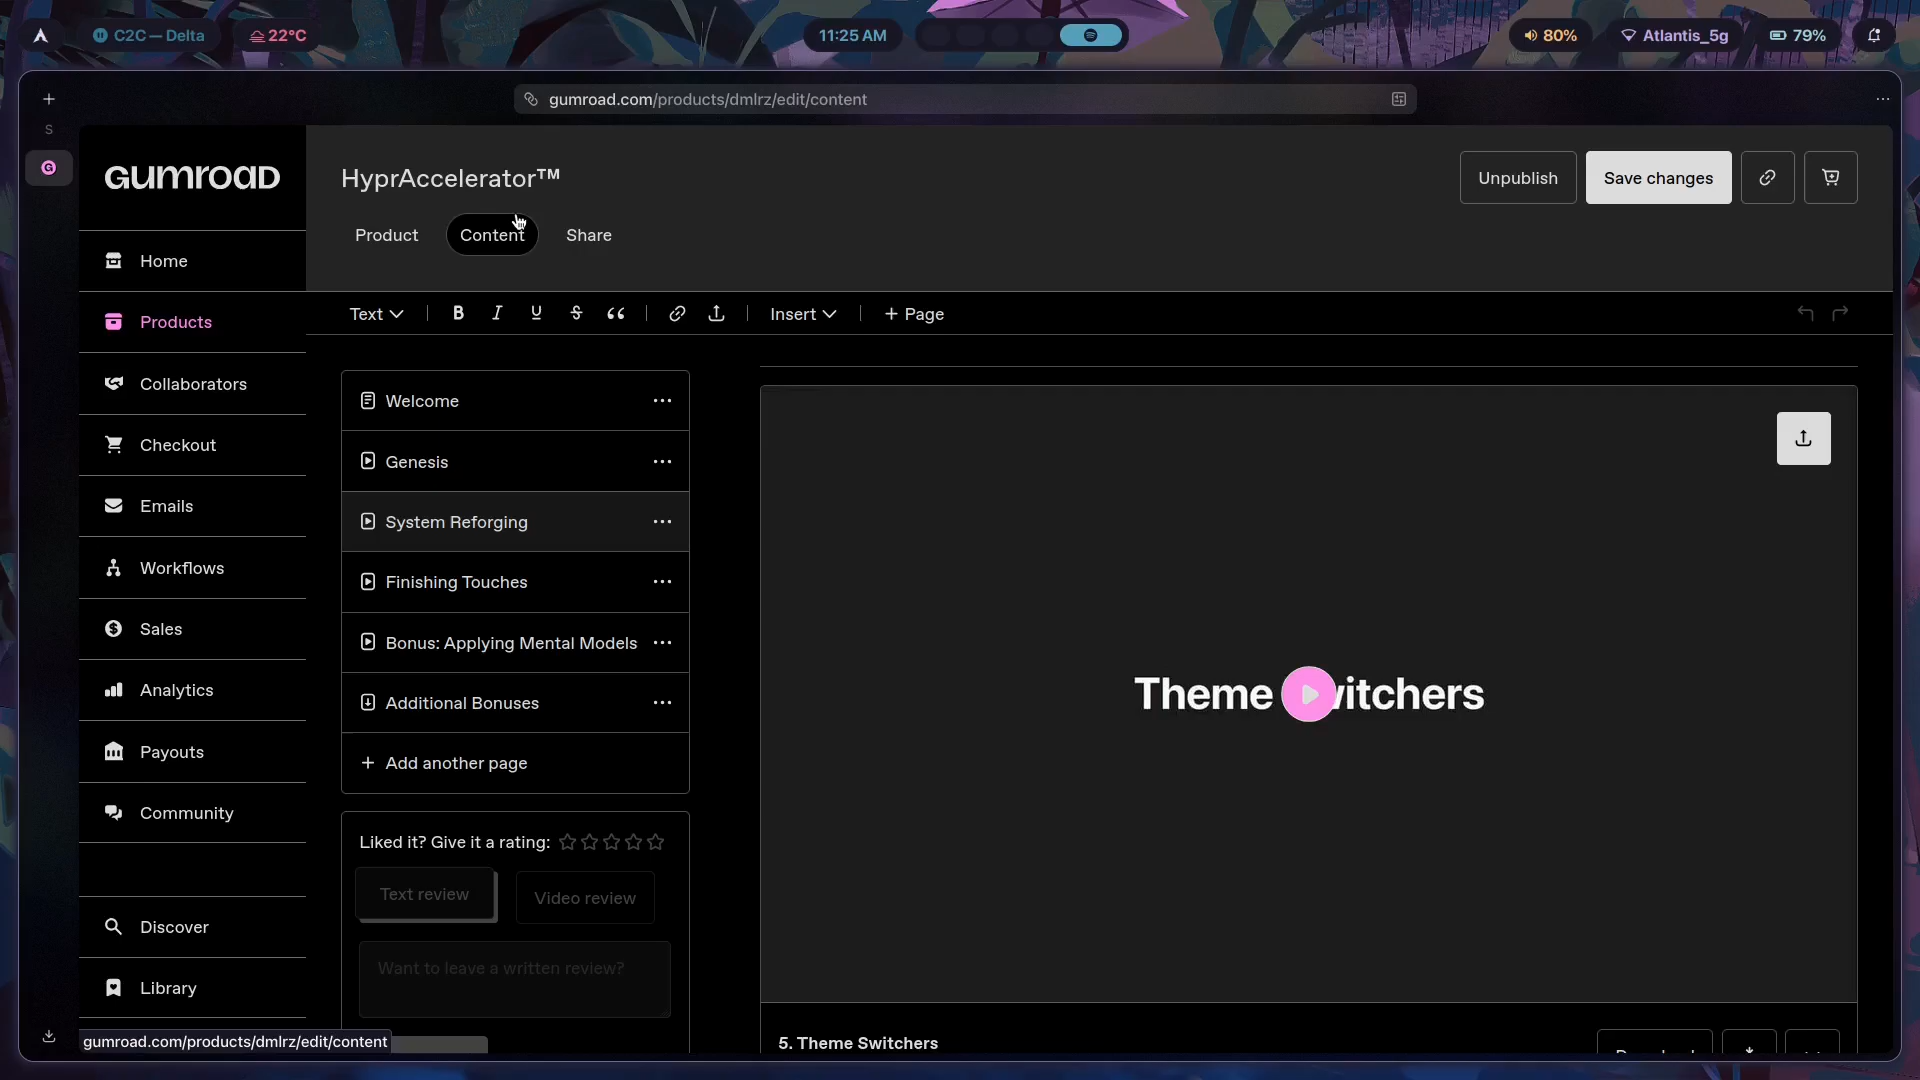 C2C — Delta
22°C
11:25 AM
80%
Atlantis_5g
79%
gumroad.com/products/dmlrz/edit/content
S
G
GUMROAD
HyprAccelerator™
Unpublish
Save changes
Product
Content
Share
Home
Products
Collaborators
Checkout
Emails
Workflows
Sales
Analytics
Payouts
Community
Discover
Library
Text
B
I
U
S
Insert
+ Page
Welcome
Genesis
System Reforging
Finishing Touches
Bonus: Applying Mental Models
Additional Bonuses
+ Add another page
Liked it? Give it a rating:
Text review
Video review
Want to leave a written review?
Theme
itchers
5. Theme Switchers
gumroad.com/products/dmlrz/edit/content